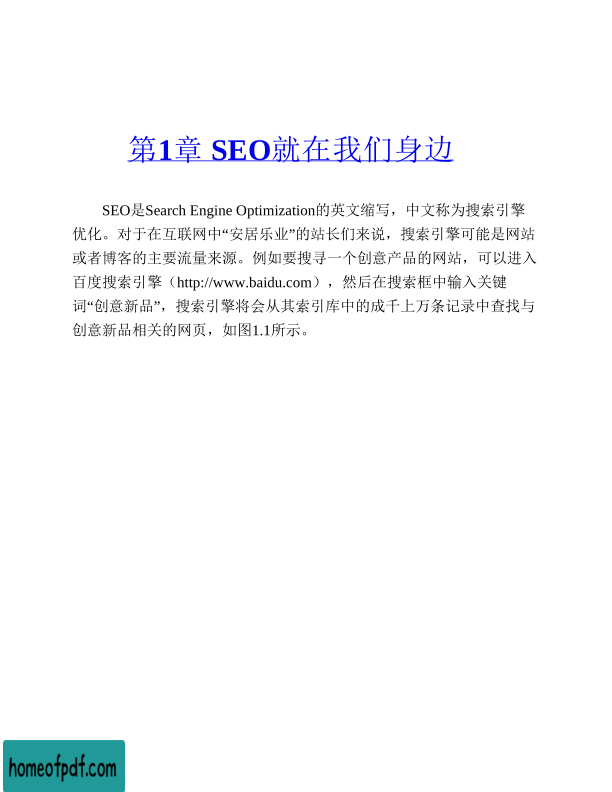 第1章 SEO就在我们身边
SEO是Search Engine Optimization的英文缩写，中文称为搜索引擎
优化。对于在互联网中“安居乐业”的站长们来说，搜索引擎可能是网站
或者博客的主要流量来源。例如要搜寻一个创意产品的网站，可以进入
百度搜索引擎（http://www.baidu.com），然后在搜索框中输入关键
词“创意新品”，搜索引擎将会从其索引库中的成千上万条记录中查找与
创意新品相关的网页，如图1.1所示。
homeofpdf.com